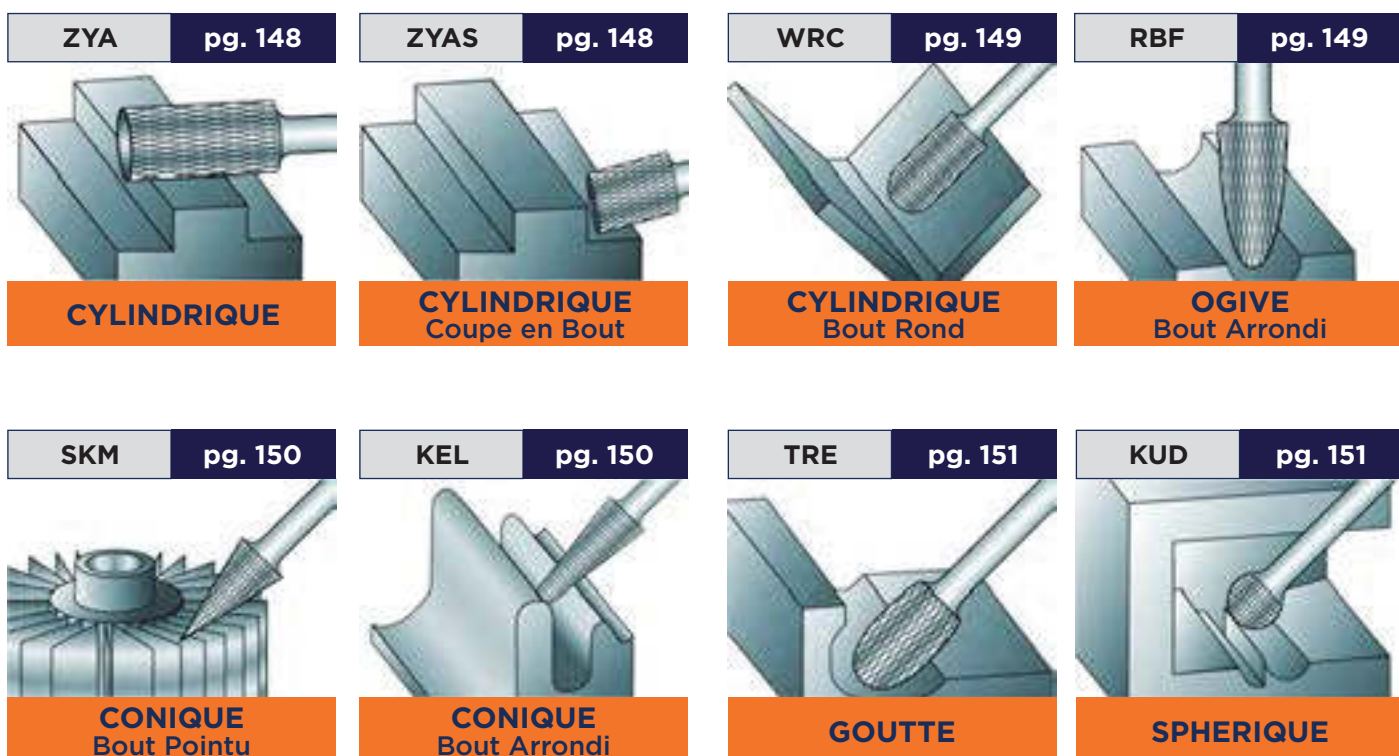 ZYA pg. 148
ZYAS pg. 148
WRC pg. 149
RBF pg. 149
CYLINDRIQUE
CYLINDRIQUE
Coupe en Bout
CYLINDRIQUE
Bout Rond
OGIVE
Bout Arrondi
SKM pg. 150
KEL pg. 150
TRE pg. 151
KUD pg. 151
CONIQUE
Bout Pointu
CONIQUE
Bout Arrondi
GOUTTE
SPHERIQUE